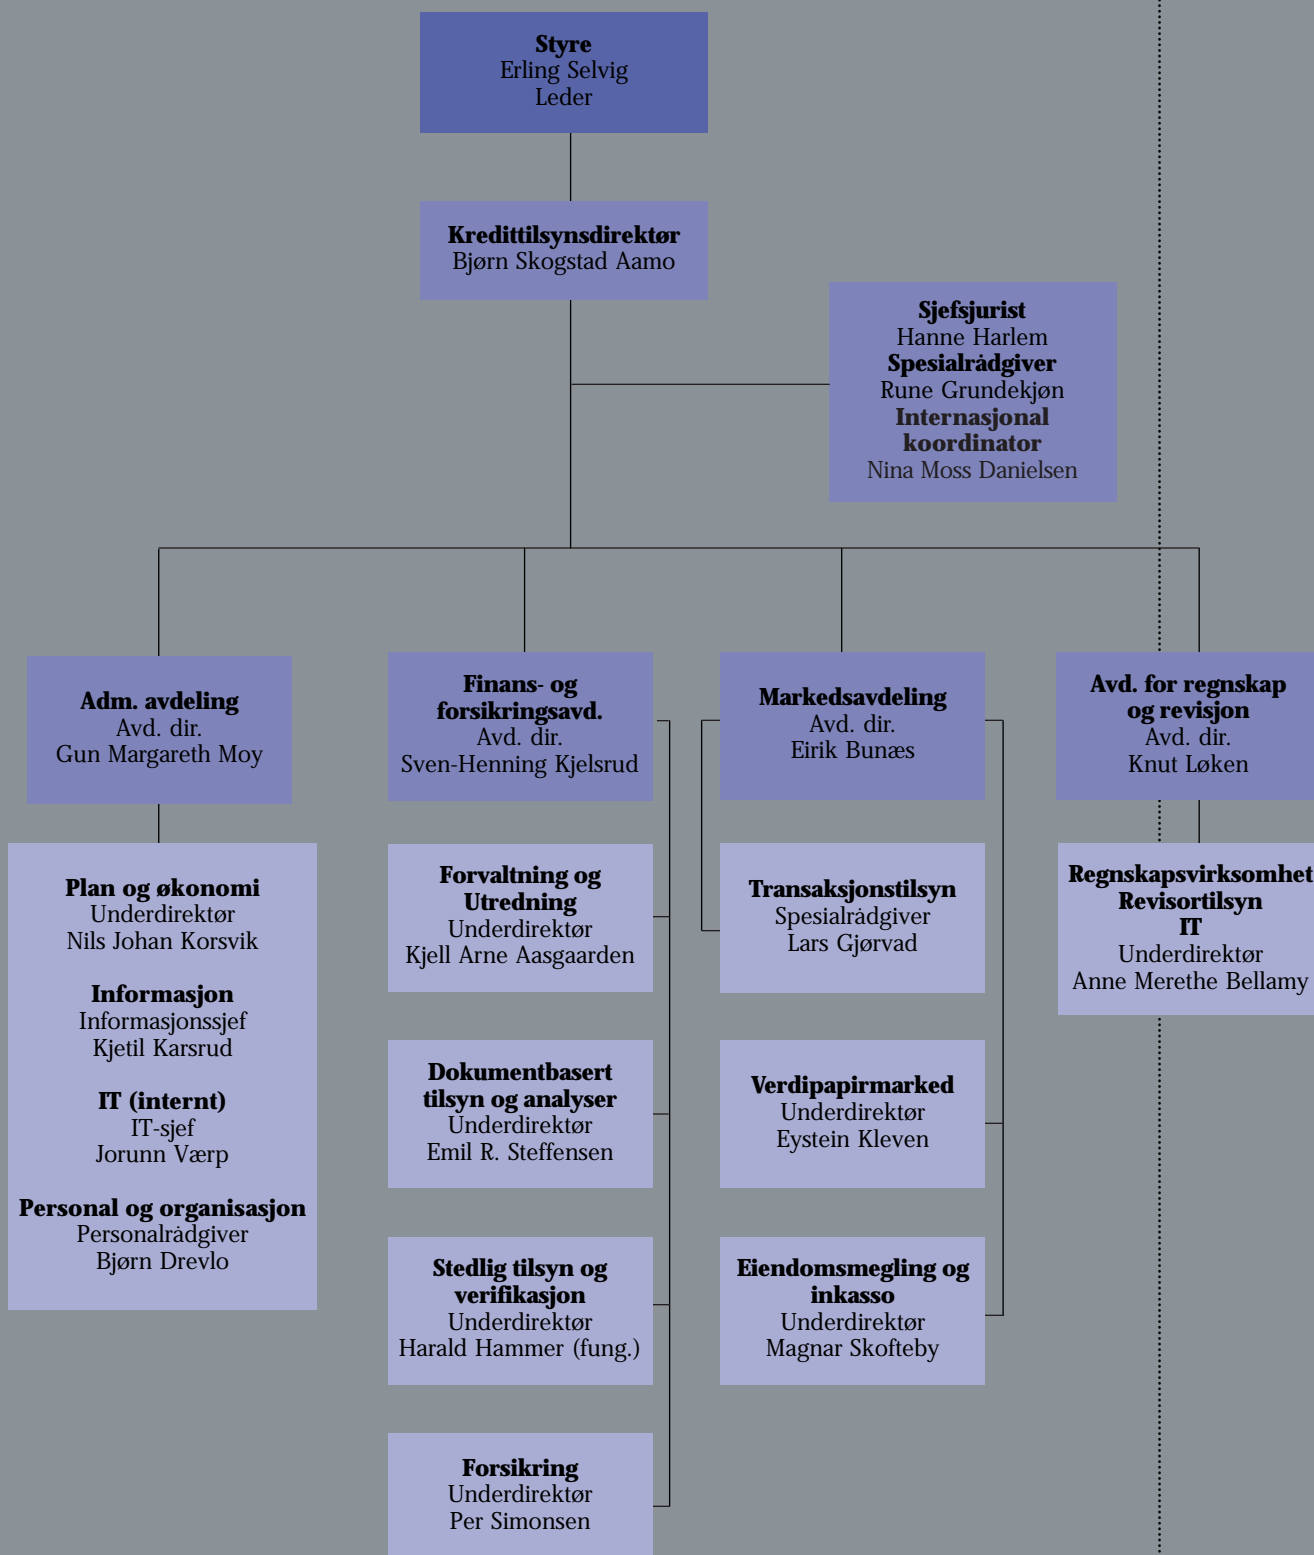 Styre
Erling Selvig
Leder
Kredittilsynsdirektør
Bjørn Skogstad Aamo
Sjefsjurist
Hanne Harlem
Spesialrådgiver
Rune Grundekjøn
Internasjonal
koordinator
Nina Moss Danielsen
Adm. avdeling
Avd. dir.
Gun Margareth Moy
Plan og økonomi
Underdirektør
Nils Johan Korsvik
Informasjon
Informasjonssjef
Kjetil Karsrud
IT (internt)
IT-sjef
Jorunn Værp
Personal og organisasjon
Personalrådgiver
Bjørn Drevlo
Finans- og
forsikringsavd.
Avd. dir.
Sven-Henning Kjelsrud
Forvaltning og
Utredning
Underdirektør
Kjell Arne Aasgaarden
Dokumentbasert
tilsyn og analyser
Underdirektør
Emil R. Steffensen
Stedlig tilsyn og
verifikasjon
Underdirektør
Harald Hammer (fung.)
Forsikring
Underdirektør
Per Simonsen
Markedsavdeling
Avd. dir.
Eirik Bunæs
Transaksjonstilsyn
Spesialrådgiver
Lars Gjørvad
Verdipapirmarked
Underdirektør
Eystein Kleven
Eiendomsmegling og
inkasso
Underdirektør
Magnar Skofteby
Avd. for regnskap
og revisjon
Avd. dir.
Knut Løken
Regnskapsvirksomhet
Revisortilsyn
IT
Underdirektør
Anne Merethe Bellamy